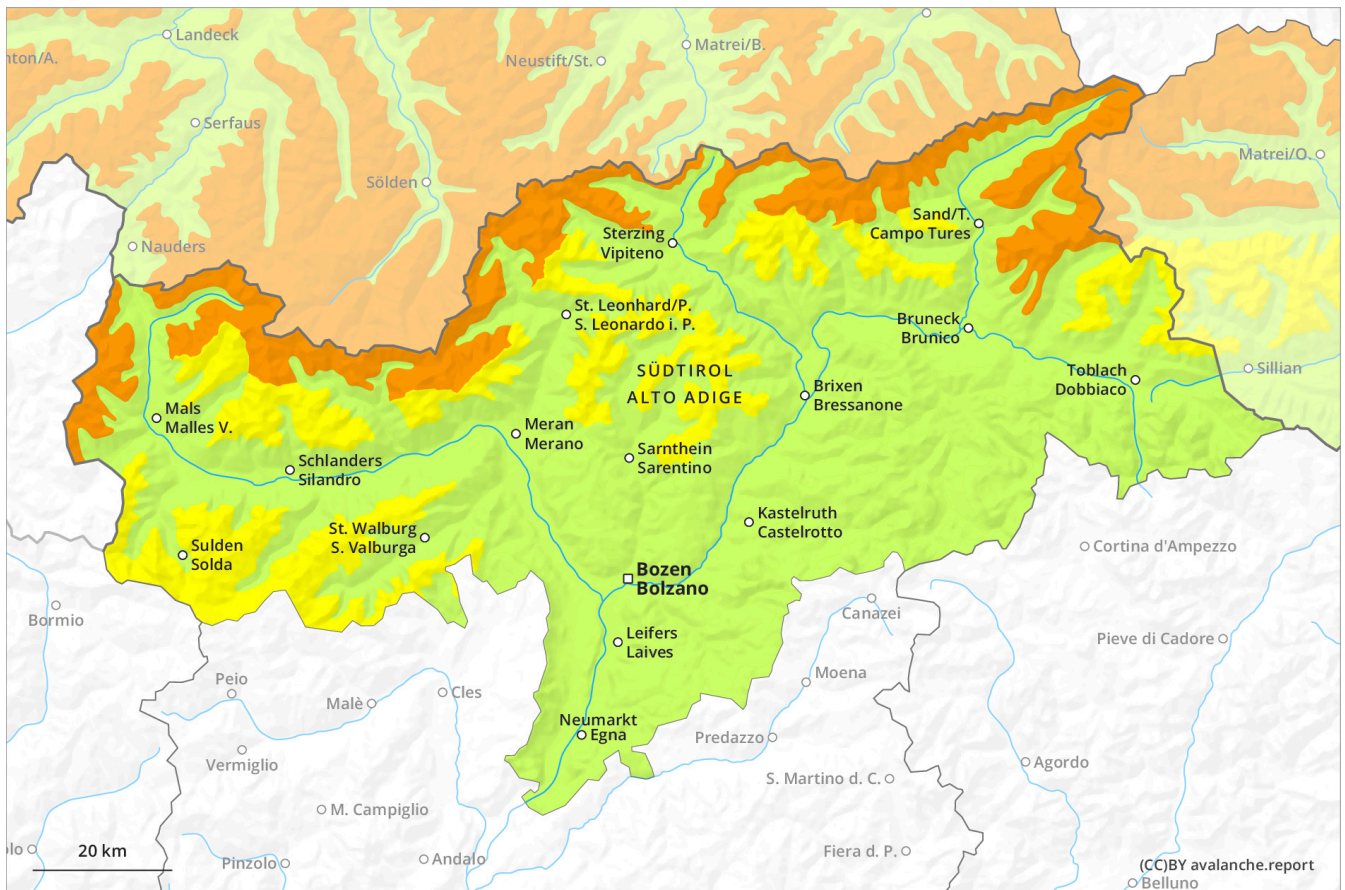 Landeck
Matrei/B.
nton/A.
Neustift/St.
Serfaus
Matrei/O.
Sölden
Sand/T.
Campo Tures
Sterzing
Vipiteno
Nauders
St. Leonhard/P.
S. Leonardo i. P.
Bruneck
Brunico
SÜDTIROL
ALTO ADIGE
Toblach
Dobbiaco
Sillian
Brixen
Bressanone
Mals
Malles V.
Meran
Merano
Sarnthein
Sarentino
Schlanders
Silandro
Kastelruth
Castelrotto
St. Walburg
S. Valburga
Sulden
Solda
Cortina d'Ampezzo
Bozen
Bolzano
Bormio
Canazei
Leifers
Laives
Pieve di Cadore
Peio
Moena
Malè
Cles
Neumarkt
Egna
Predazzo
Vermiglio
Agordo
S. Martino d. C.
M. Campiglio
lo
20 km
Pinzolo
Andalo
Fiera d. P.
(CC)BY avalanche.report
Belluno